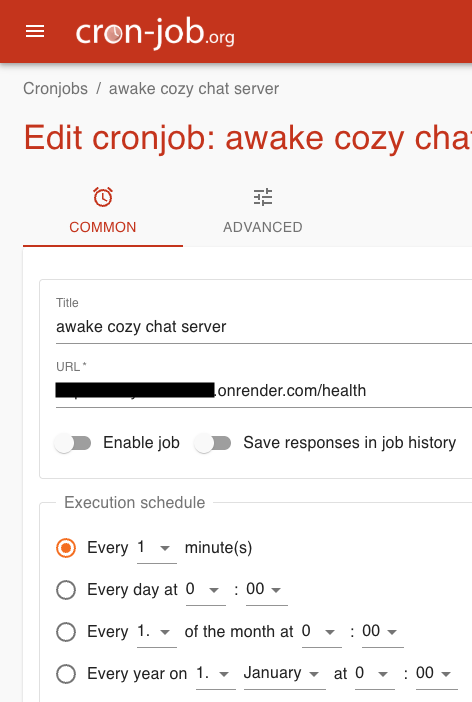 cron-job.org
Cronjobs / awake cozy chat server
Edit cronjob: awake cozy cha
COMMON
ADVANCED
Title
awake cozy chat server
URL *
.onrender.com/health
Enable job
Save responses in job history
Execution schedule
Every 1 minute(s)
Every day at 0 : 00
Every 1. of the month at 0 : 00
Every year on 1. January at 0 : 00